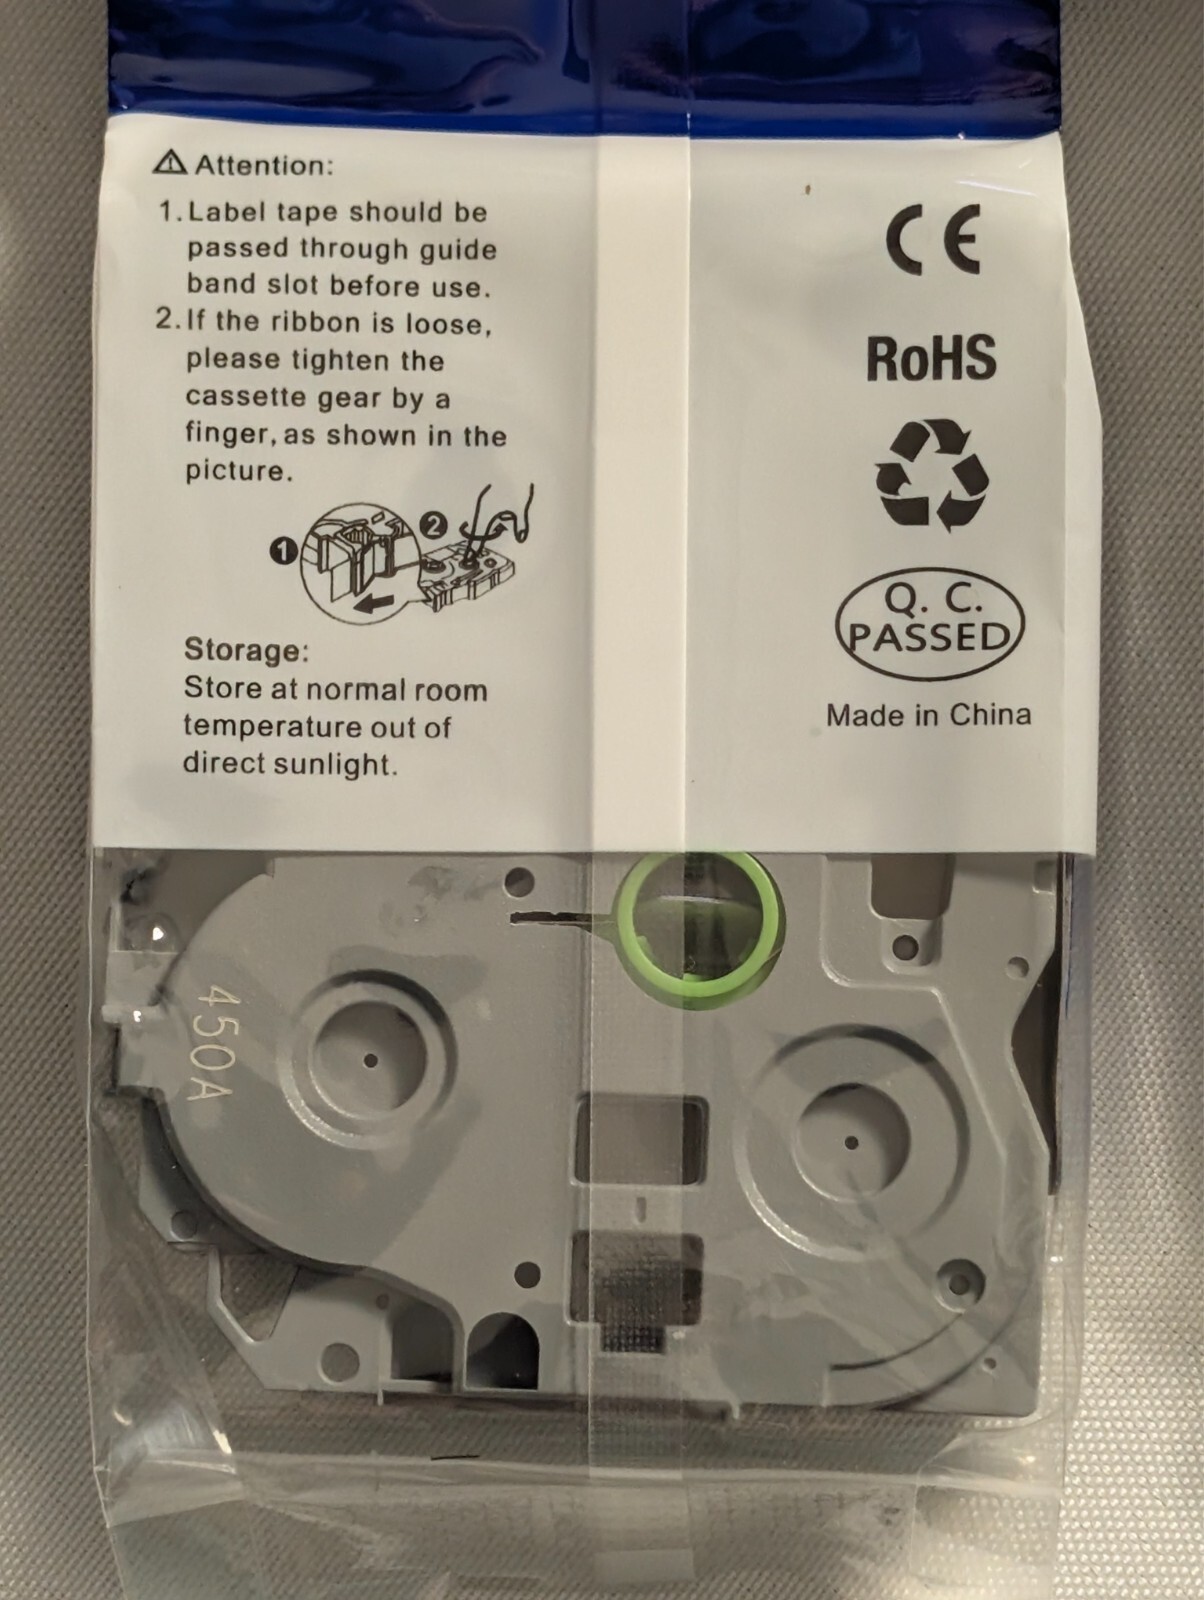 Attention:
1. Label tape should be
passed through guide
band slot before use.
2. If the ribbon is loose,
please tighten the
cassette gear by a
finger, as shown in the
picture.
1
2
Storage:
Store at normal room
temperature out of
direct sunlight.
CE
RoHS
Q. C.
PASSED
Made in China
450A